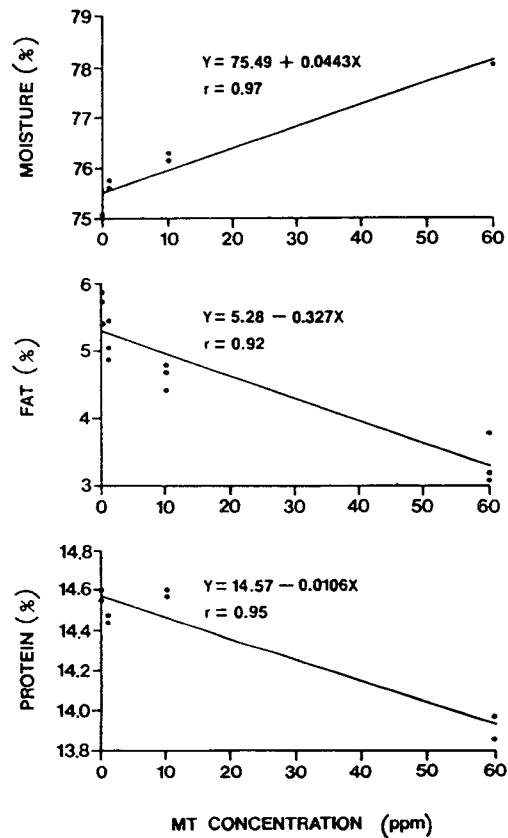 79
78
77
76
75
MOISTURE (%)
Y = 75.49 + 0.0443X
r = 0.97
0 10 20 30 40 50 60
6
5
4
3
FAT (%)
Y = 5.28 − 0.327X
r = 0.92
0 10 20 30 40 50 60
14.8
14.6
14.4
14.2
14.0
13.8
PROTEIN (%)
Y = 14.57 − 0.0106X
r = 0.95
0 10 20 30 40 50 60
MT CONCENTRATION (ppm)